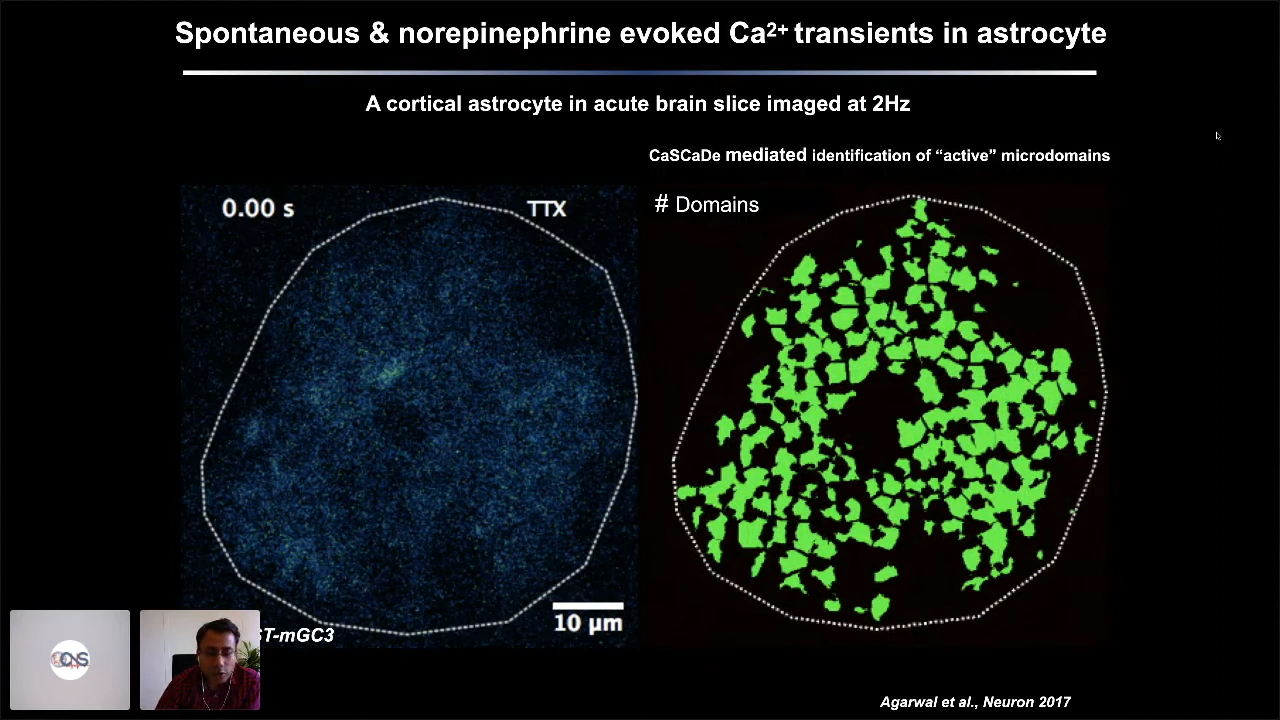 Spontaneous & norepinephrine evoked Ca2+ transients in astrocyte
A cortical astrocyte in acute brain slice imaged at 2Hz
CaSCaDe mediated identification of “active” microdomains
0.00 s
TTX
# Domains
10 µm
ST-mGC3
Agarwal et al., Neuron 2017